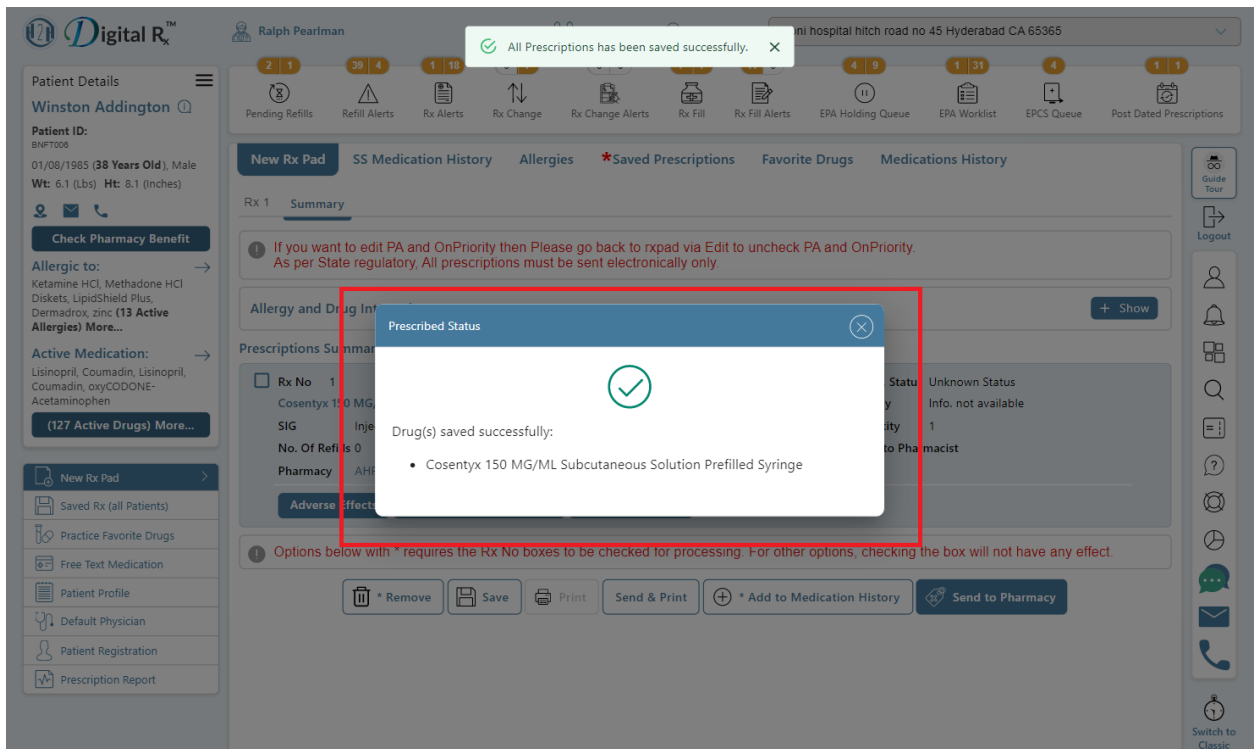 H2H Digital Rx™
Ralph Pearlman
oni hospital hitch road no 45 Hyderabad CA 65365
All Prescriptions has been saved successfully. X
Patient Details
Winston Addington
Patient ID:
BNFT006
01/08/1985 (38 Years Old), Male
Wt: 6.1 (Lbs) Ht: 8.1 (Inches)
Check Pharmacy Benefit
Allergic to:
Ketamine HCl, Methadone HCl
Diskets, LipidShield Plus,
Dermadrox, zinc (13 Active
Allergies) More...
Active Medication:
Lisinopril, Coumadin, Lisinopril,
Coumadin, oxyCODONE-
Acetaminophen
(127 Active Drugs) More...
New Rx Pad
Saved Rx (all Patients)
Practice Favorite Drugs
Free Text Medication
Patient Profile
Default Physician
Patient Registration
Prescription Report
2 1 39 4 1 18 4 9 1 31 4 1 1
Pending Refills Refill Alerts Rx Alerts Rx Change Rx Change Alerts Rx Fill Rx Fill Alerts EPA Holding Queue EPA Worklist EPCS Queue Post Dated Prescriptions
New Rx Pad SS Medication History Allergies *Saved Prescriptions Favorite Drugs Medications History
Rx 1 Summary
If you want to edit PA and OnPriority then Please go back to rxpad via Edit to uncheck PA and OnPriority.
As per State regulatory, All prescriptions must be sent electronically only.
Allergy and Drug Int
+ Show
Prescriptions Summar
Rx No 1 Statu Unknown Status
Cosentyx 150 MG/ y Info. not available
SIG Inje ity 1
No. Of Refills 0 to Pharmacist
Pharmacy AHF
Adverse Effects
Prescribed Status
Drug(s) saved successfully:
• Cosentyx 150 MG/ML Subcutaneous Solution Prefilled Syringe
Options below with * requires the Rx No boxes to be checked for processing. For other options, checking the box will not have any effect.
* Remove Save Print Send & Print * Add to Medication History Send to Pharmacy
Guide
Tour
Logout
Switch to
Classic